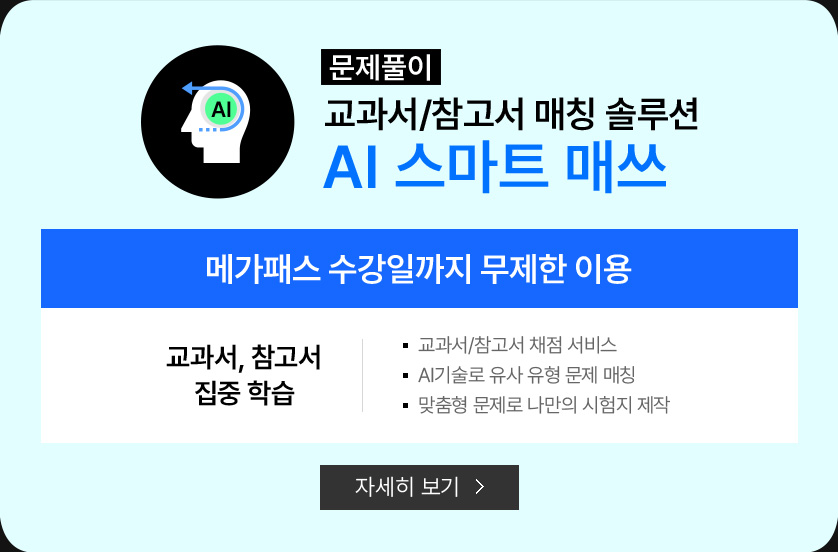 AI
문제풀이
교과서/참고서 매칭 솔루션
AI 스마트 매쓰
메가패스 수강일까지 무제한 이용
교과서, 참고서
집중 학습
교과서/참고서 채점 서비스
AI기술로 유사 유형 문제 매칭
맞춤형 문제로 나만의 시험지 제작
자세히 보기 >